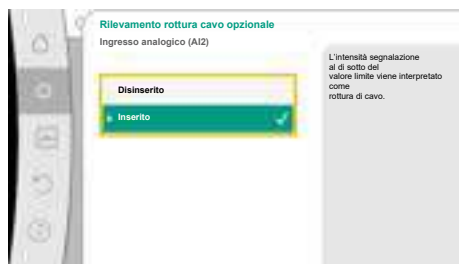 Rilevamento rottura cavo opzionale
Ingresso analogico (AI2)
Disinserito
Inserito
L'intensità segnalazione
al di sotto del
valore limite viene interpretato
come
rottura di cavo.